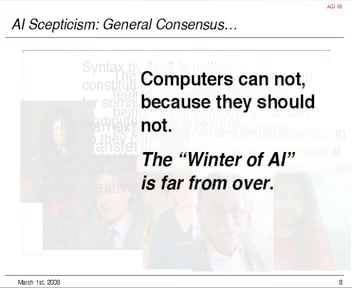 AGI 08
AI Scepticism: General Consensus…
Computers can not,
because they should
not.
The “Winter of AI”
is far from over.
March 1st, 2008
8